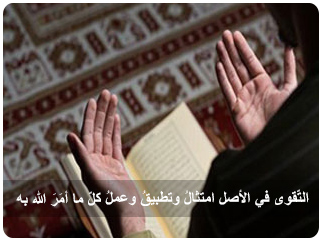 التّقوى في الأصل امتثالُ وتطبيقُ وعملُ كلِّ ما أمَرَ الله به